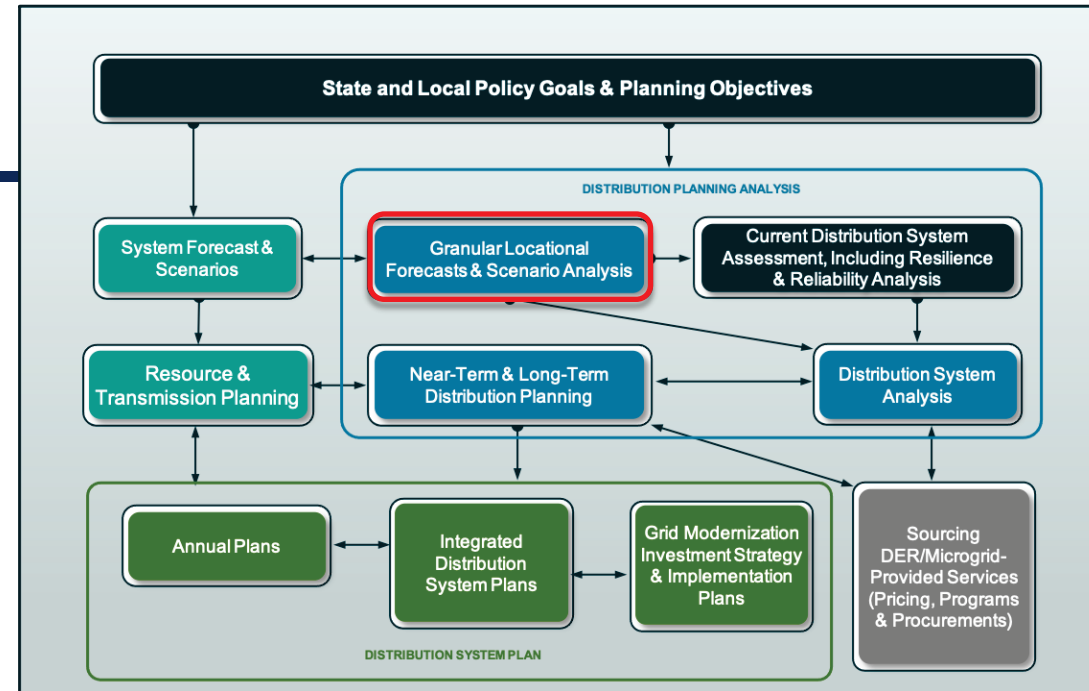 State and Local Policy Goals & Planning Objectives
DISTRIBUTION PLANNING ANALYSIS
System Forecast &
Scenarios
Granular Locational
Forecasts & Scenario Analysis
Current Distribution System
Assessment, Including Resilience
& Reliability Analysis
Resource &
Transmission Planning
Near-Term & Long-Term
Distribution Planning
Distribution System
Analysis
Annual Plans
Integrated
Distribution
System Plans
Grid Modernization
Investment Strategy
& Implementation
Plans
Sourcing
DER/Microgrid-
Provided Services
(Pricing, Programs
& Procurements)
DISTRIBUTION SYSTEM PLAN